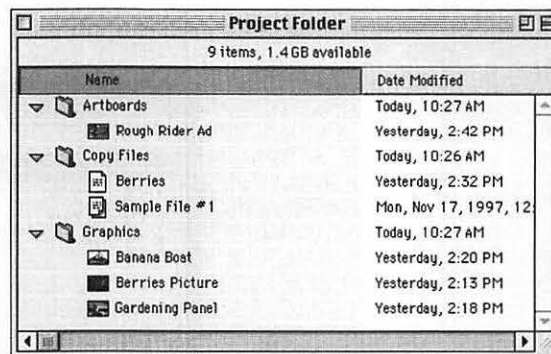 Project Folder
9 items, 1.4GB available
Name Date Modified
Artboards Today, 10:27 AM
Rough Rider Ad Yesterday, 2:42 PM
Copy Files Today, 10:26 AM
Berries Yesterday, 2:32 PM
Sample File #1 Mon, Nov 17, 1997, 12:
Graphics Today, 10:27 AM
Banana Boat Yesterday, 2:20 PM
Berries Picture Yesterday, 2:13 PM
Gardening Panel Yesterday, 2:18 PM